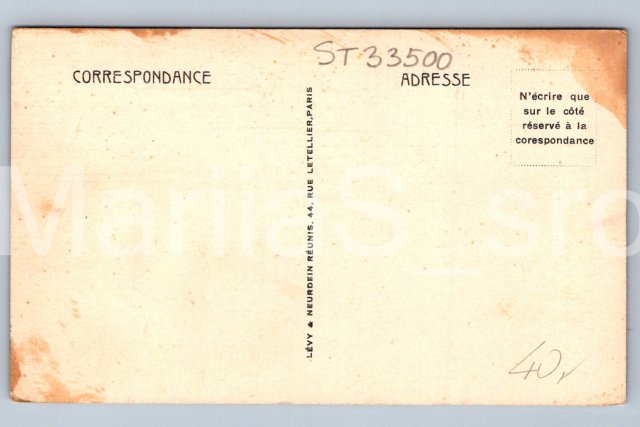 ST33500
CORRESPONDANCE
ADRESSE
N'écrire que
sur le côté
réservé à la
corespondance
LÉVY & NEURDEIN RÉUNIS, 44, RUE LETELLIER, PARIS
MariiaS_sro
40